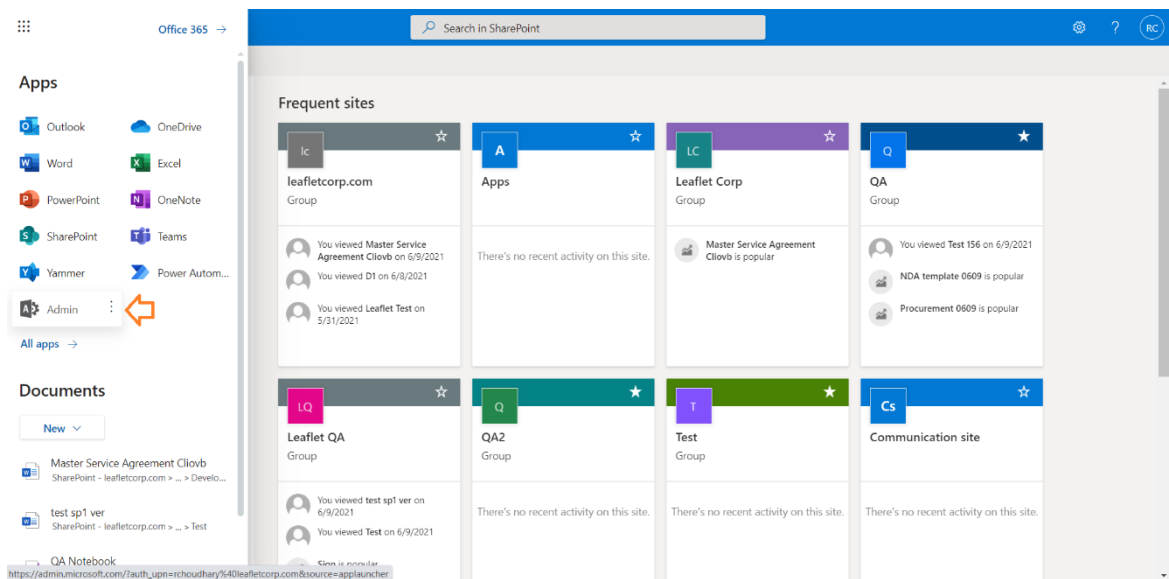 Office 365 →
Search in SharePoint
?
RC
Apps
Outlook
OneDrive
Word
Excel
PowerPoint
OneNote
SharePoint
Teams
Yammer
Power Autom...
Admin
All apps →
Documents
New
Master Service Agreement Cliovb
SharePoint - leafletcorp.com > ... > Develo...
test sp1 ver
SharePoint - leafletcorp.com > ... > Test
QA Notebook
https://admin.microsoft.com/?auth_upn=rchoudhary%40leafletcorp.com&source=applauncher
Frequent sites
lc
leafletcorp.com
Group
You viewed Master Service
Agreement Cliovb on 6/9/2021
You viewed D1 on 6/8/2021
You viewed Leaflet Test on
5/31/2021
A
Apps
There's no recent activity on this site.
LC
Leaflet Corp
Group
Master Service Agreement
Cliovb is popular
Q
QA
Group
You viewed Test 156 on 6/9/2021
NDA template 0609 is popular
Procurement 0609 is popular
LQ
Leaflet QA
Group
You viewed test sp1 ver on
6/9/2021
You viewed Test on 6/9/2021
Sign is popular
Q
QA2
Group
There's no recent activity on this site.
T
Test
Group
There's no recent activity on this site.
Cs
Communication site
There's no recent activity on this site.